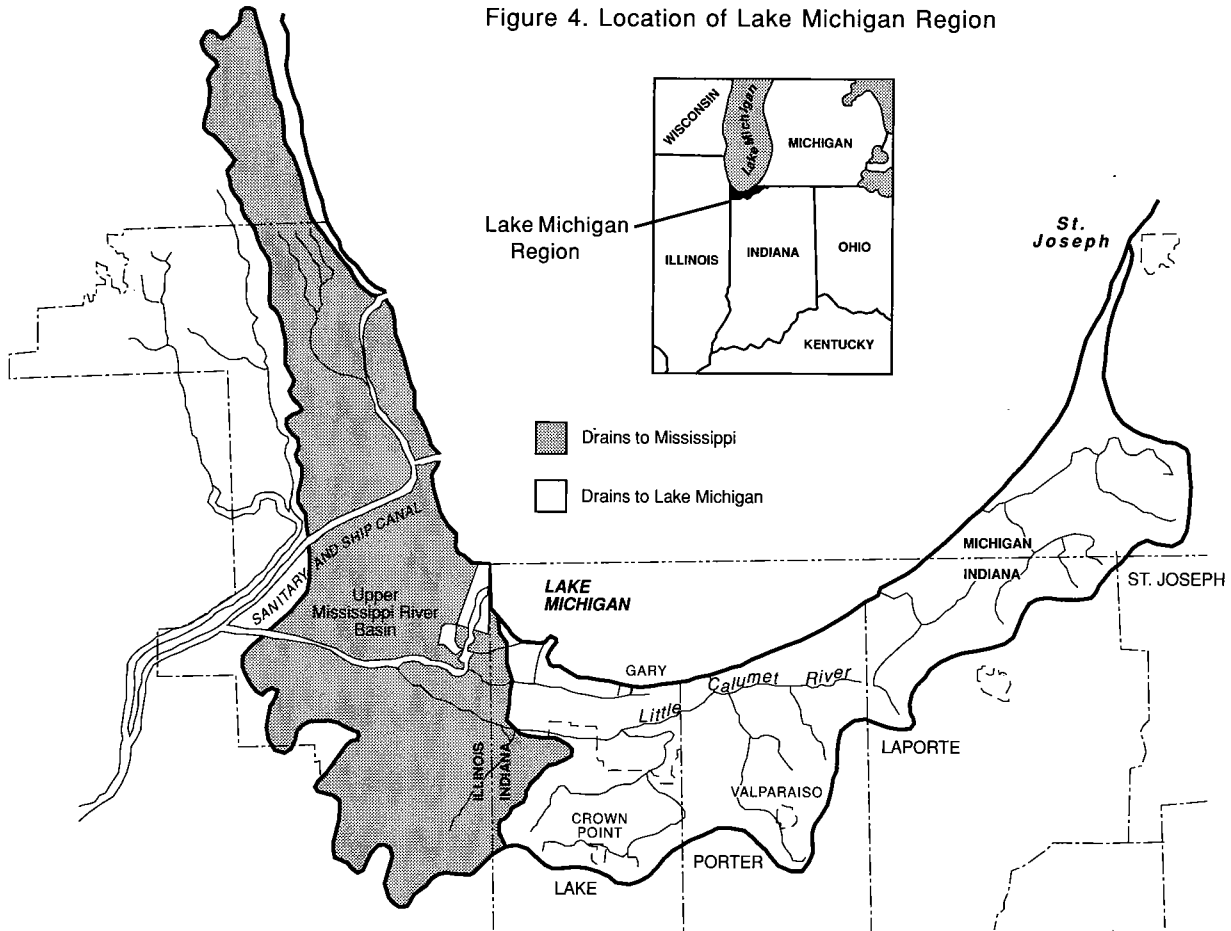 Figure 4. Location of Lake Michigan Region
WISCONSIN
Lake Michigan
MICHIGAN
Lake Michigan
Region
ILLINOIS
INDIANA
OHIO
KENTUCKY
St.
Joseph
Drains to Mississippi
Drains to Lake Michigan
SANITARY AND SHIP CANAL
Upper
Mississippi River
Basin
LAKE
MICHIGAN
MICHIGAN
INDIANA
ST. JOSEPH
GARY
Little Calumet River
ILLINOIS
INDIANA
LAPORTE
VALPARAISO
CROWN
POINT
PORTER
LAKE